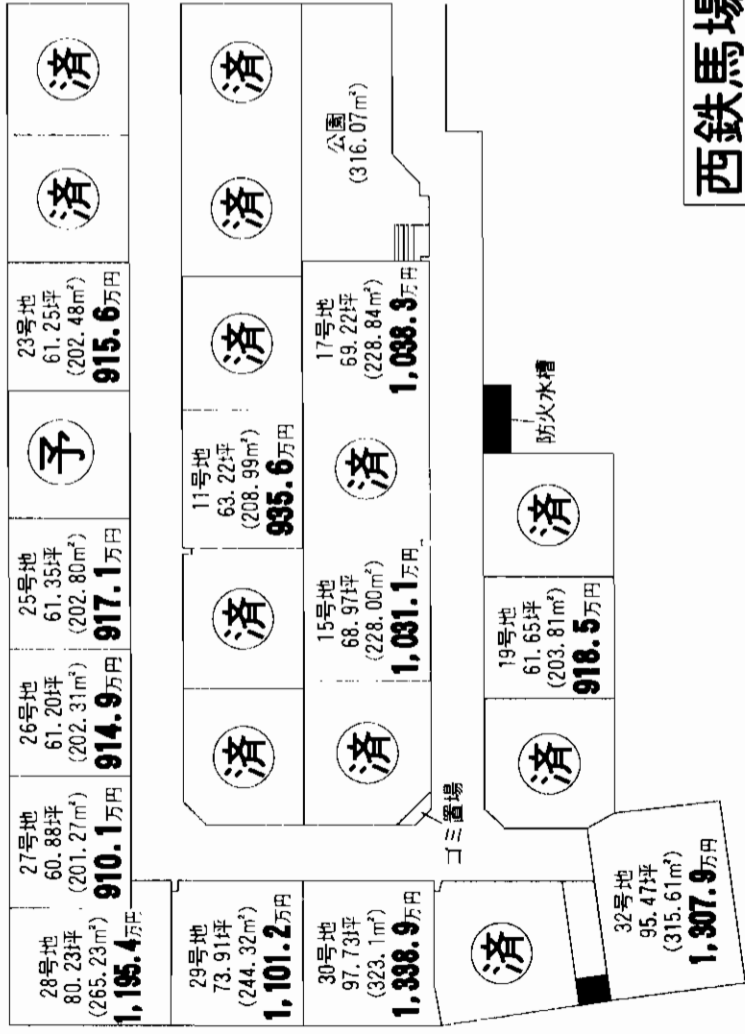 28号地
80.23坪
(265.23m²)
1,195.4万円
27号地
60.88坪
(201.27m²)
910.1万円
26号地
61.20坪
(202.31m²)
914.9万円
25号地
61.35坪
(202.80m²)
917.1万円
予
23号地
61.25坪
(202.48m²)
915.6万円
済
済
29号地
73.91坪
(244.32m²)
1,101.2万円
済
済
11号地
63.22坪
(208.99m²)
935.6万円
済
済
済
30号地
97.73坪
(323.1m²)
1,338.9万円
済
15号地
68.97坪
(228.00m²)
1,031.1万円
済
17号地
69.22坪
(228.84m²)
1,038.3万円
公園
(316.07m²)
ゴミ置場
済
済
19号地
61.65坪
(203.81m²)
918.5万円
済
防火水槽
32号地
95.47坪
(315.61m²)
1,307.9万円
西鉄馬場